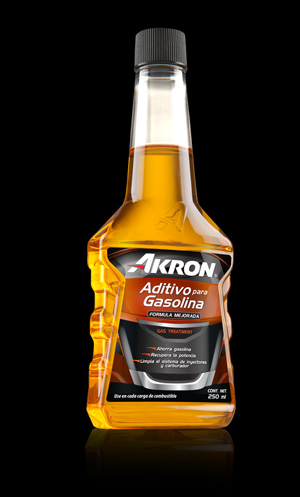 AKRON
Aditivo para
Gasolina
FORMULA MEJORADA
GAS TREATMENT
Ahorra gasolina
Recupera la potencia
Limpia el sistema de inyectores
y carburador
Use en cada carga de combustible
CONT. NET
250 ml